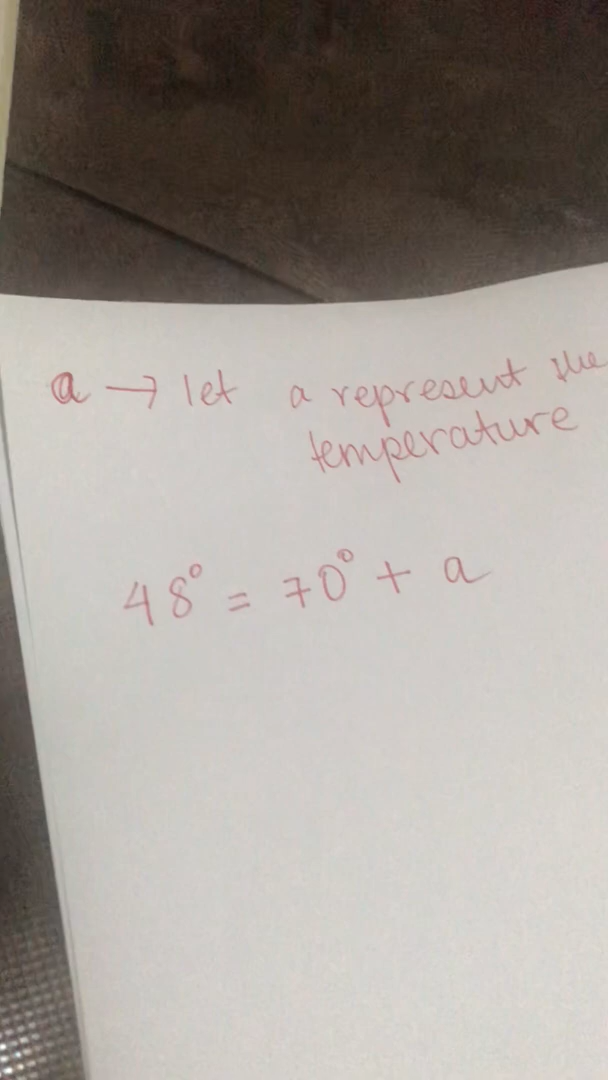 a → let a represent the
temperature
48° = 70° + a